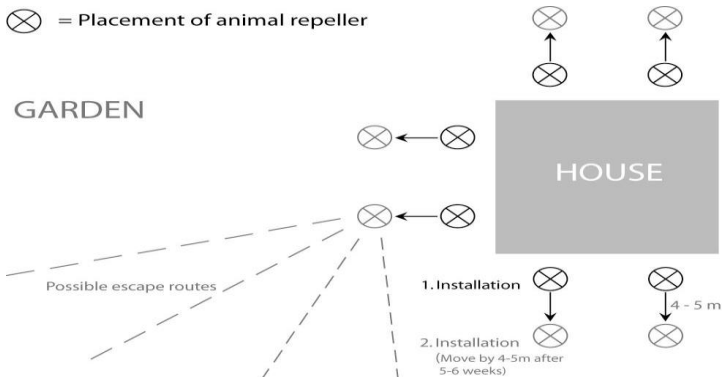 = Placement of animal repeller
GARDEN
HOUSE
Possible escape routes
1. Installation
4 - 5 m
2. Installation
(Move by 4-5m after
5-6 weeks)